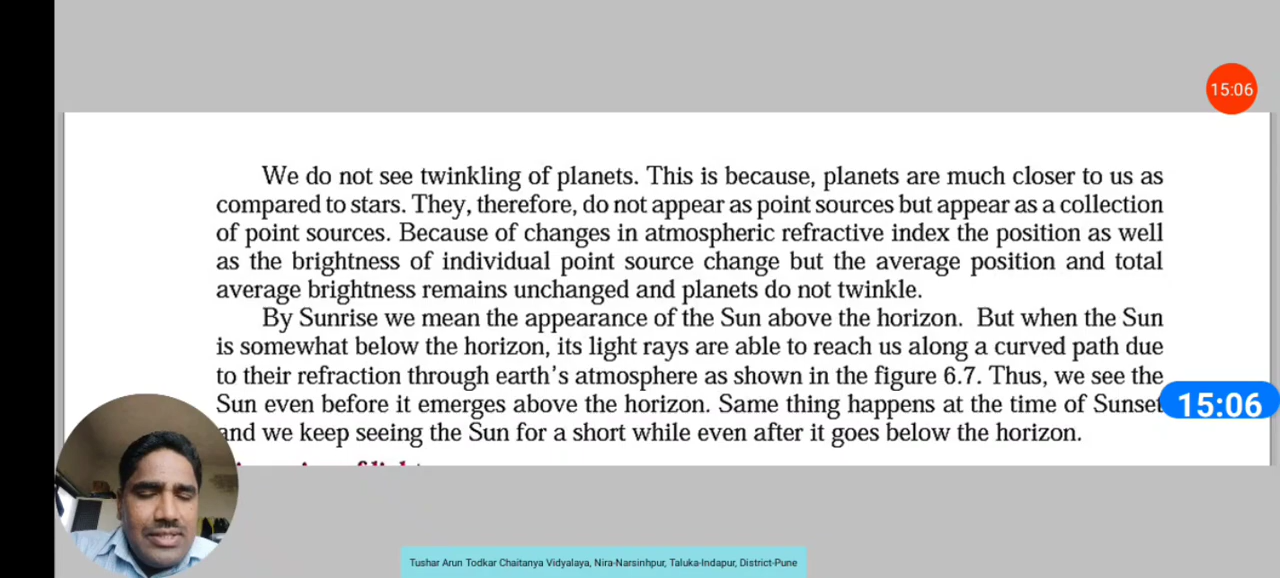 15:06
We do not see twinkling of planets. This is because, planets are much closer to us as
compared to stars. They, therefore, do not appear as point sources but appear as a collection
of point sources. Because of changes in atmospheric refractive index the position as well
as the brightness of individual point source change but the average position and total
average brightness remains unchanged and planets do not twinkle.
By Sunrise we mean the appearance of the Sun above the horizon. But when the Sun
is somewhat below the horizon, its light rays are able to reach us along a curved path due
to their refraction through earth's atmosphere as shown in the figure 6.7. Thus, we see the
Sun even before it emerges above the horizon. Same thing happens at the time of Sunset
15:06
and we keep seeing the Sun for a short while even after it goes below the horizon.
Tushar Arun Todkar Chaitanya Vidyalaya, Nira-Narsinhpur, Taluka-Indapur, District-Pune